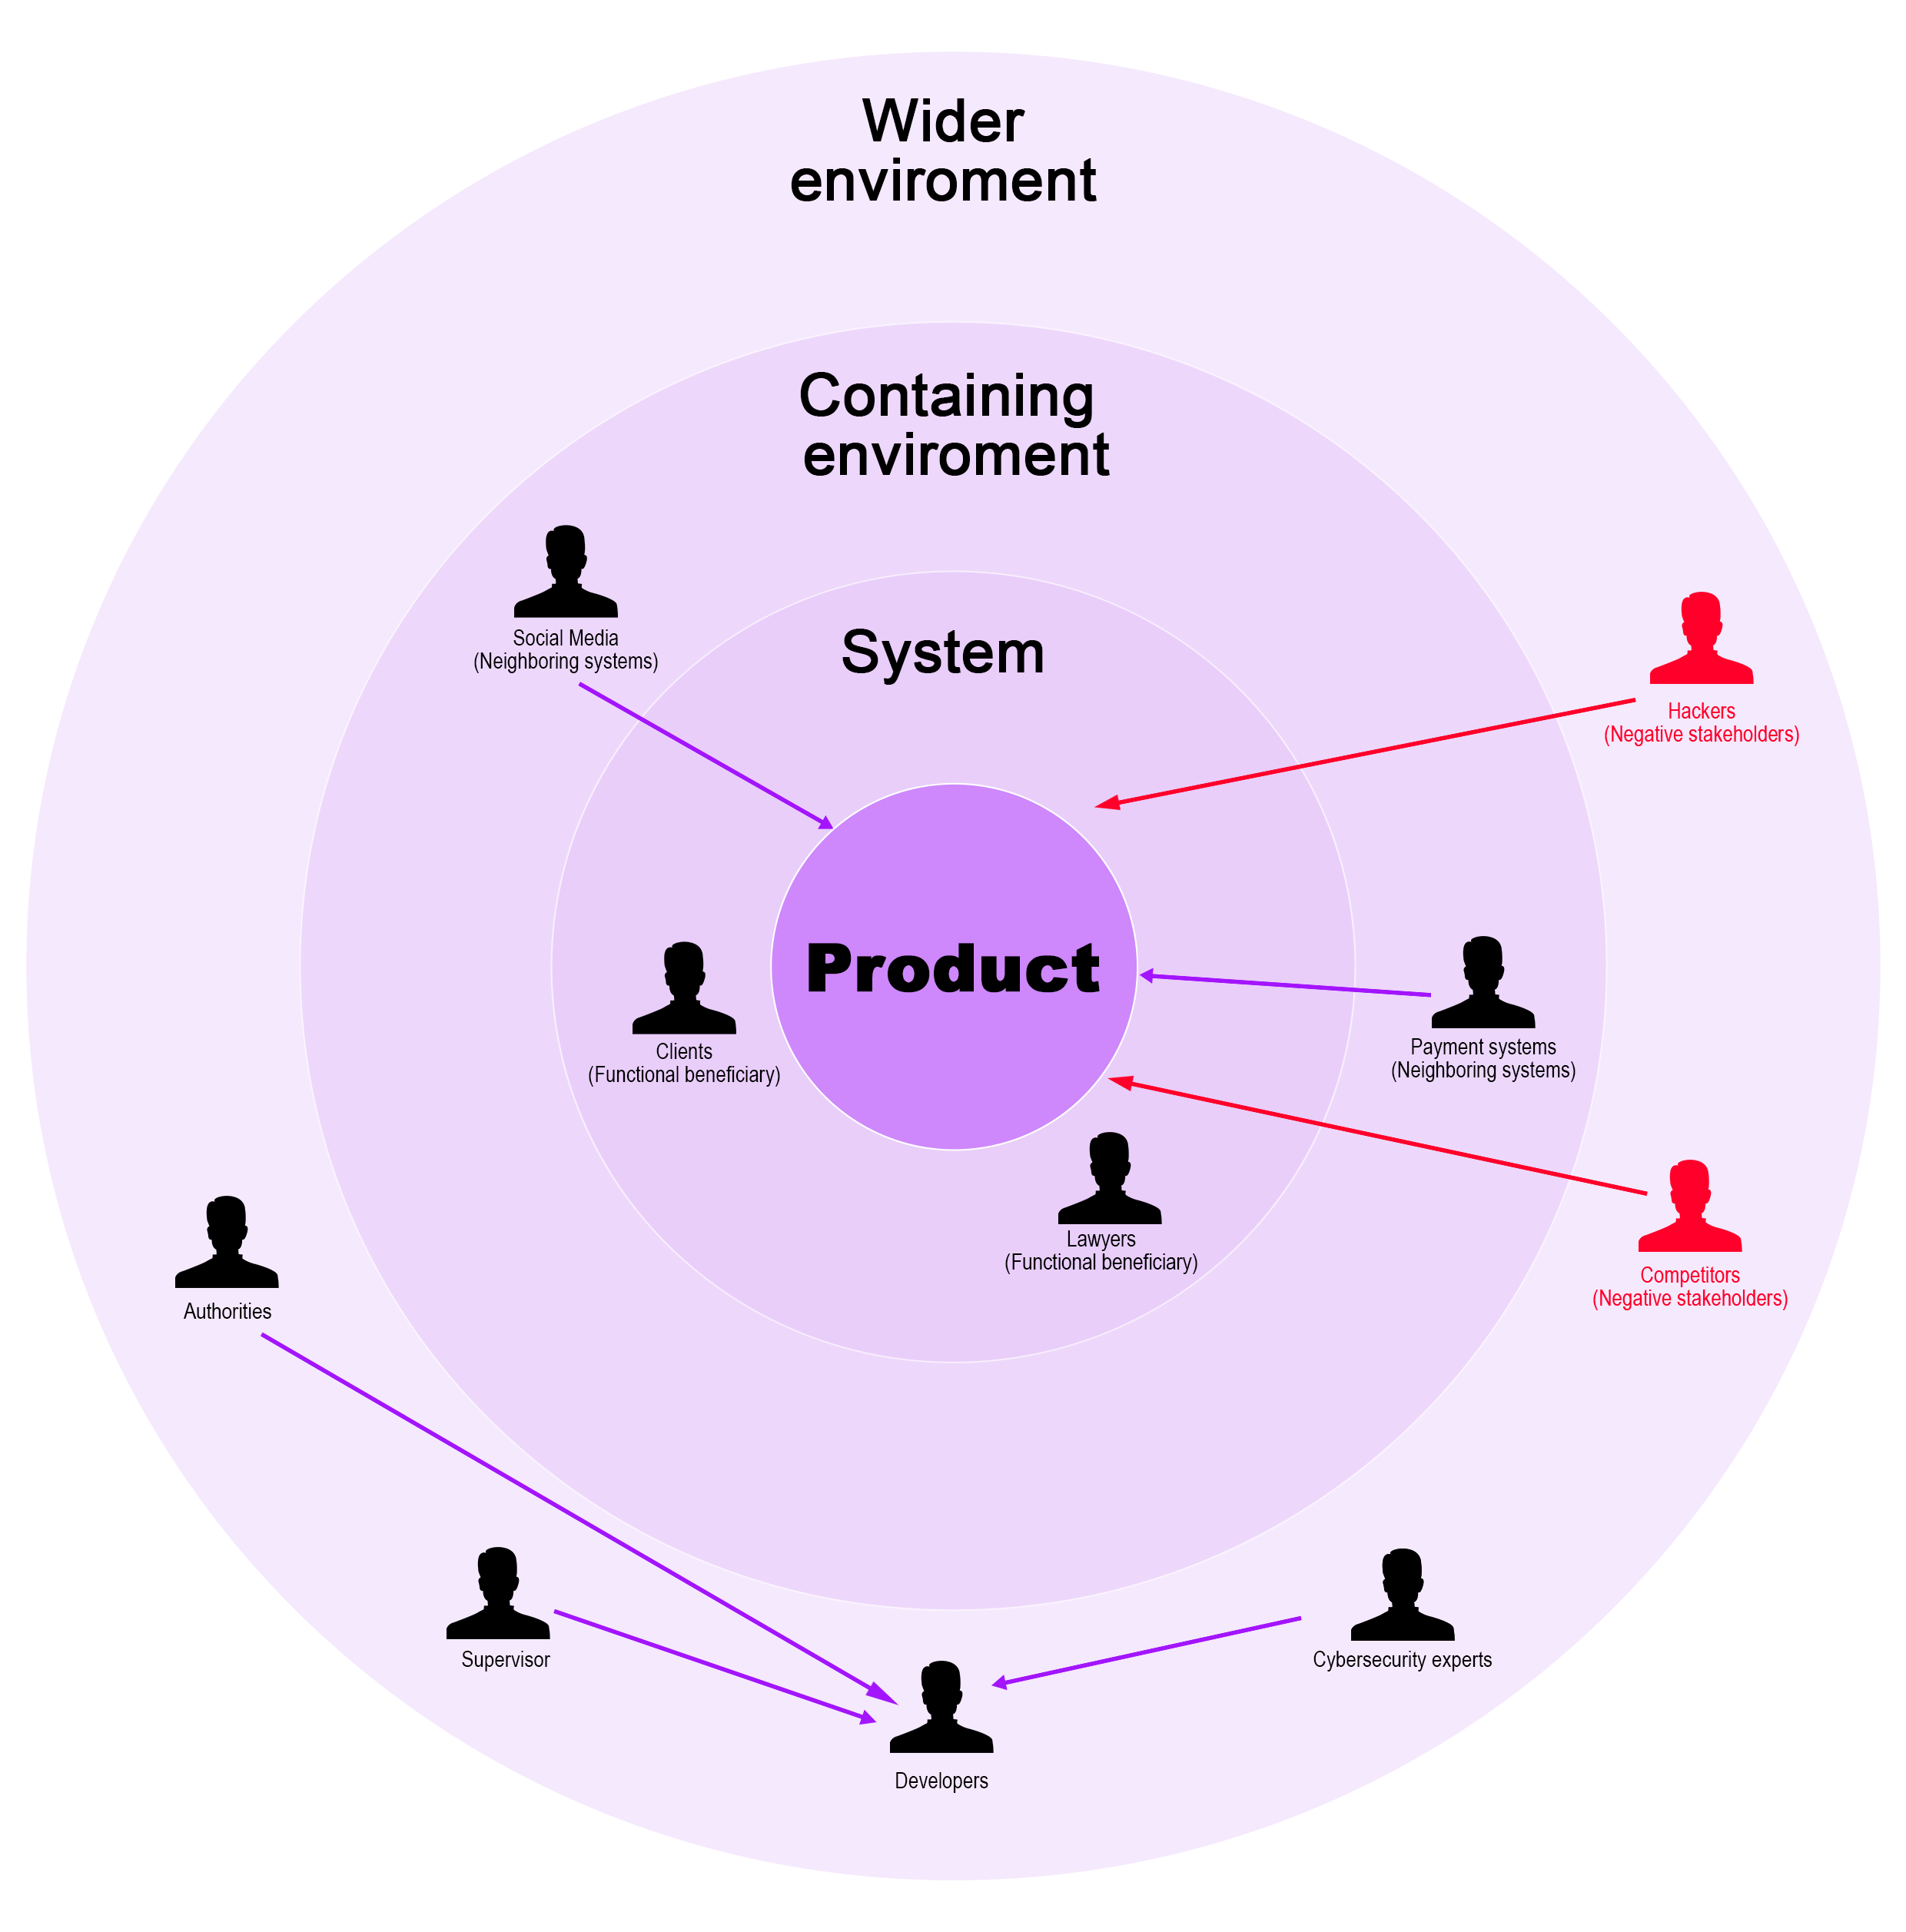 Wider
enviroment
Containing
enviroment
System
Social Media
(Neighboring systems)
Hackers
(Negative stakeholders)
Product
Clients
(Functional beneficiary)
Payment systems
(Neighboring systems)
Lawyers
(Functional beneficiary)
Competitors
(Negative stakeholders)
Authorities
Supervisor
Cybersecurity experts
Developers